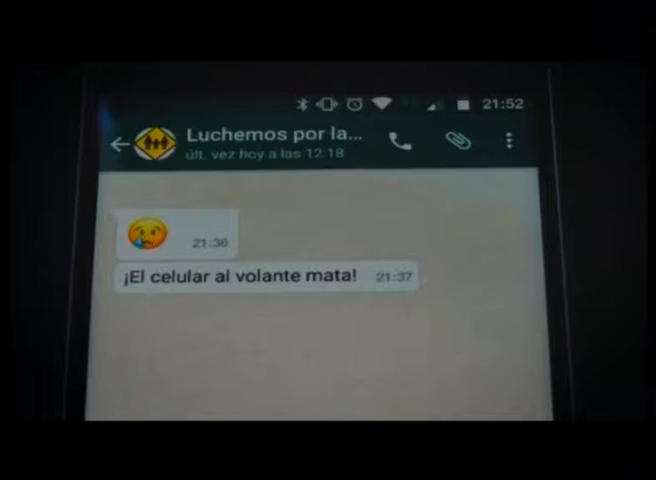 21:52
Luchemos por la...
últ. vez hoy a las 12:18
21:36
¡El celular al volante mata! 21:37